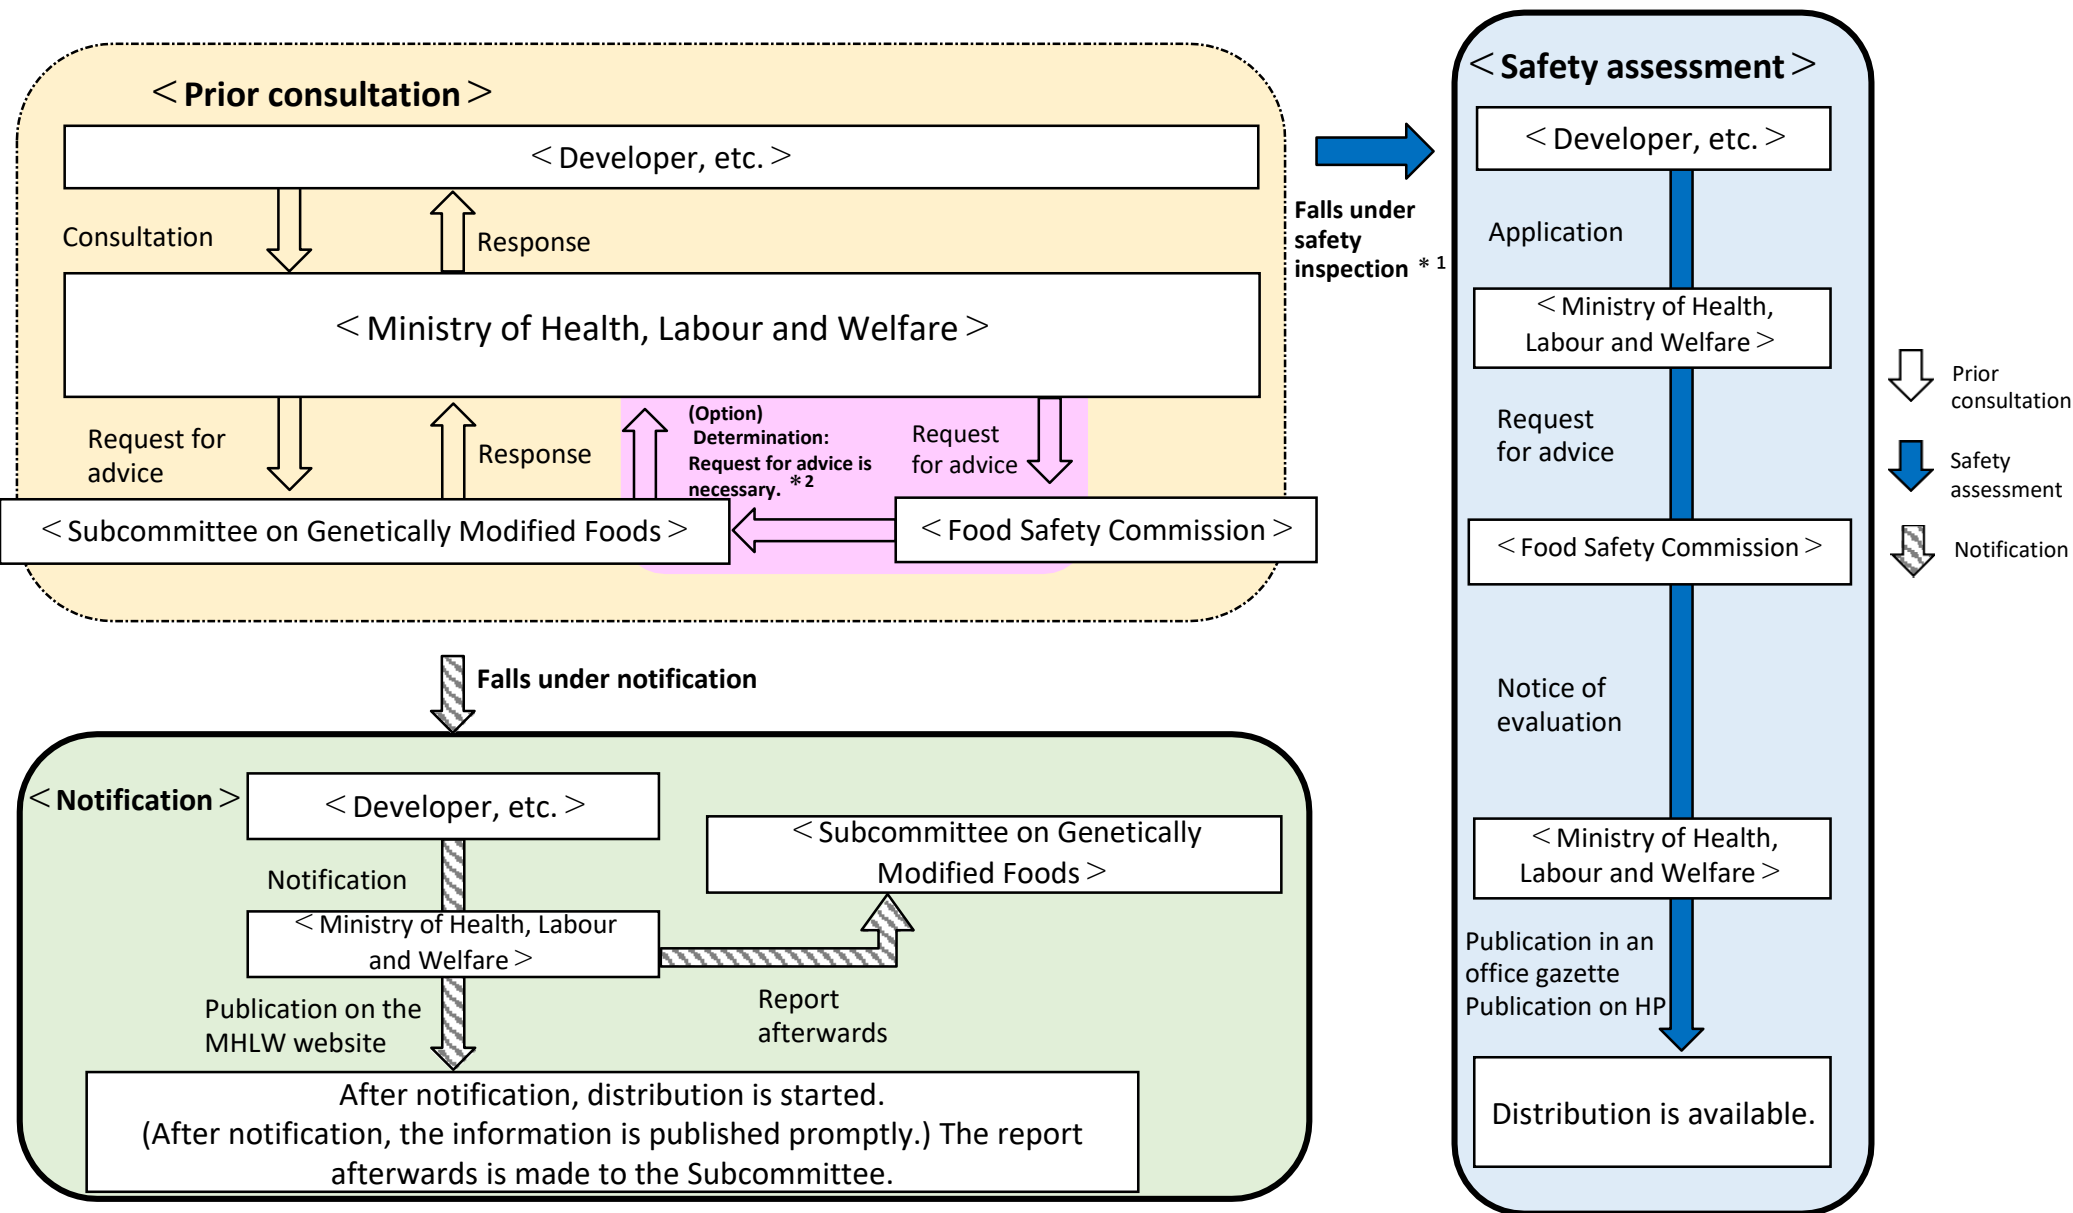 ＜Prior consultation＞
＜Developer, etc.＞
Consultation
Response
＜Ministry of Health, Labour and Welfare＞
Request for
advice
Response
(Option)
Determination:
Request for advice is
necessary. ＊2
Request
for advice
＜Subcommittee on Genetically Modified Foods＞
＜Food Safety Commission＞
Falls under
safety
inspection ＊1
Falls under notification
＜Notification＞
＜Developer, etc.＞
Notification
＜Ministry of Health, Labour
and Welfare＞
＜Subcommittee on Genetically
Modified Foods＞
Publication on the
MHLW website
Report
afterwards
After notification, distribution is started.
(After notification, the information is published promptly.) The report
afterwards is made to the Subcommittee.
＜Safety assessment＞
＜Developer, etc.＞
Application
＜Ministry of Health,
Labour and Welfare＞
Request
for advice
＜Food Safety Commission＞
Notice of
evaluation
＜Ministry of Health,
Labour and Welfare＞
Publication in an
office gazette
Publication on HP
Distribution is available.
Prior
consultation
Safety
assessment
Notification